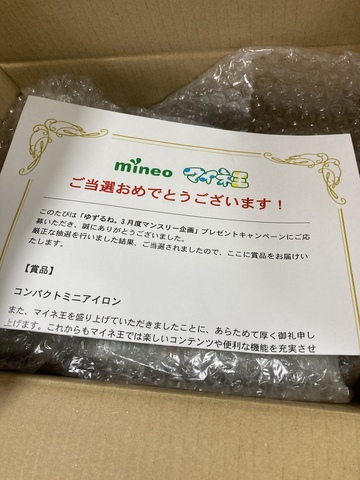 mineo マイネ王
ご当選おめでとうございます！
このたびは「ゆずるね。3月度マンスリー企画」プレゼントキャンペーンにご応
募いただき、誠にありがとうございました。
厳正な抽選を行いました結果、ご当選されましたので、ここに賞品をお届けい
たします。
【賞品】
コンパクトミニアイロン
また、マイネ王を盛り上げていただきましたことに、あらためて厚く御礼申し
上げます。これからもマイネ王では楽しいコンテンツや便利な機能を充実させ